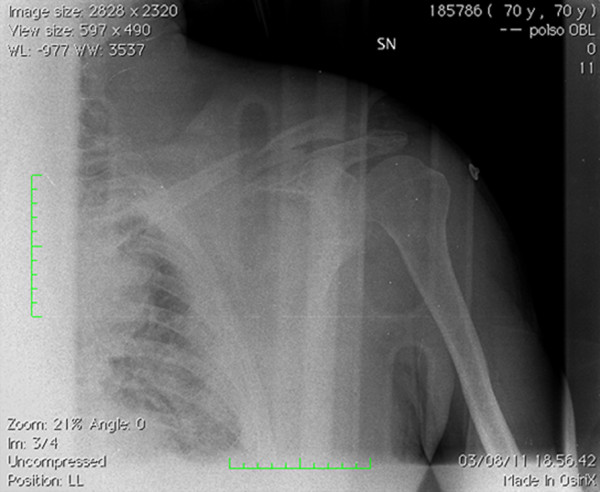 Image size: 2828 x 2320
View size: 597 x 490
WL: -977 WW: 3537
185786 ( 70 y , 70 y )
--- polso OBL
0
11
SN
Zoom: 21% Angle: 0
Im: 3/4
Uncompressed
Position: LL
03/08/11 18:56:42
Made In OsiriX